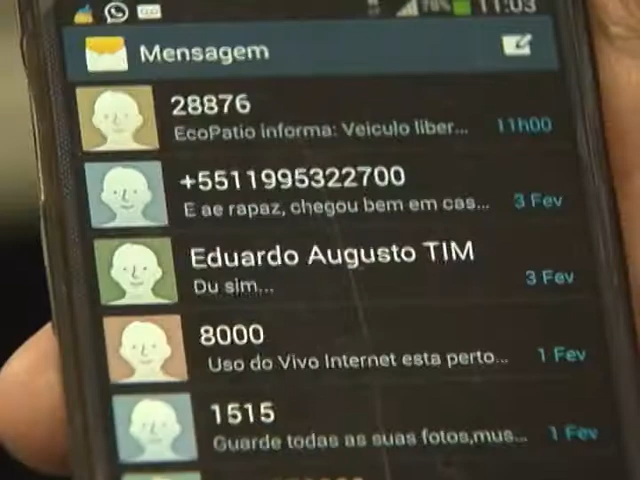 11:03
Mensagem
28876
EcoPatio informa: Veiculo liber... 11h00
+5511995322700
E ae rapaz, chegou bem em cas... 3 Fev
Eduardo Augusto TIM
Du sim... 3 Fev
8000
Uso do Vivo Internet esta perto... 1 Fev
1515
Guarde todas as suas fotos,mus... 1 Fev